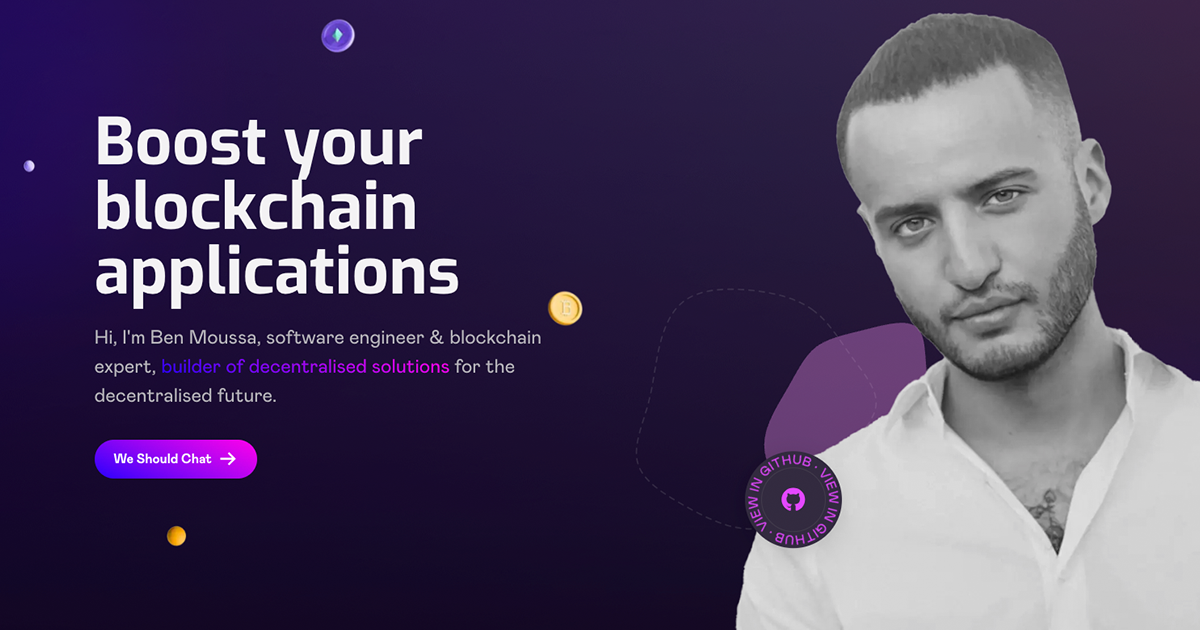 Boost your
blockchain
applications
Hi, I'm Ben Moussa, software engineer & blockchain
expert, builder of decentralised solutions for the
decentralised future.
We Should Chat
VIEW IN GITHUB · VIEW IN GITHUB ·